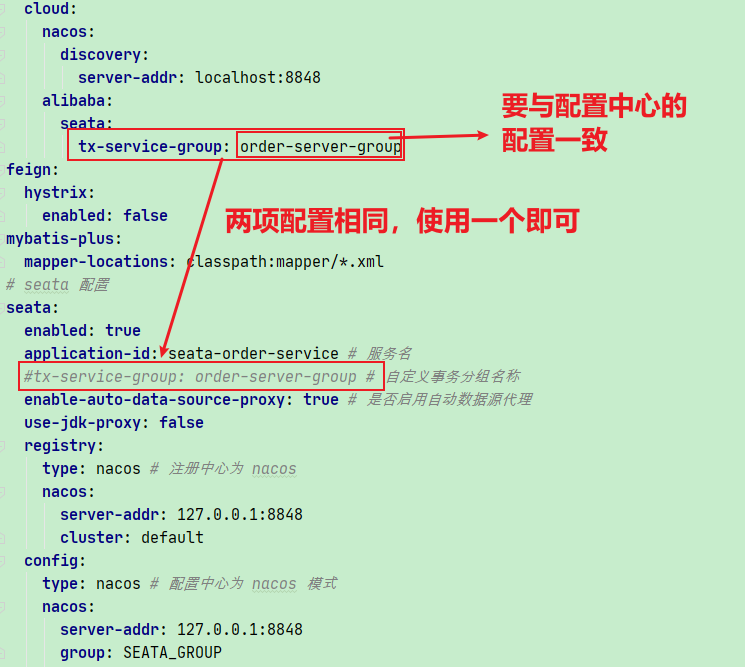 cloud:
nacos:
discovery:
server-addr: localhost:8848
alibaba:
seata:
tx-service-group: order-server-group
要与配置中心的
配置一致
feign:
hystrix:
enabled: false
两项配置相同，使用一个即可
mybatis-plus:
mapper-locations: classpath:mapper/*.xml
# seata 配置
seata:
enabled: true
application-id: seata-order-service # 服务名
#tx-service-group: order-server-group # 自定义事务分组名称
enable-auto-data-source-proxy: true # 是否启用自动数据源代理
use-jdk-proxy: false
registry:
type: nacos # 注册中心为 nacos
nacos:
server-addr: 127.0.0.1:8848
cluster: default
config:
type: nacos # 配置中心为 nacos 模式
nacos:
server-addr: 127.0.0.1:8848
group: SEATA_GROUP